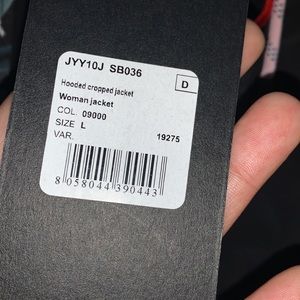 JYY10J SB036
Hooded cropped jacket
D
Woman jacket
COL. 09000
SIZE L
VAR. 19275
8 058044 390443